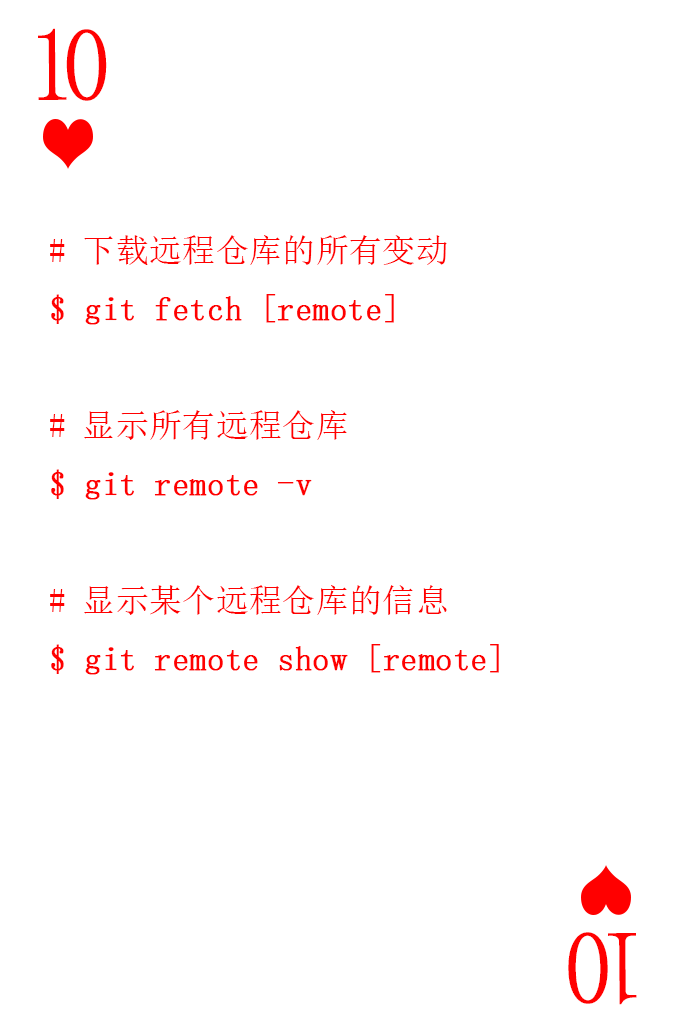 10
# 下载远程仓库的所有变动
$ git fetch [remote]
# 显示所有远程仓库
$ git remote -v
# 显示某个远程仓库的信息
$ git remote show [remote]
10